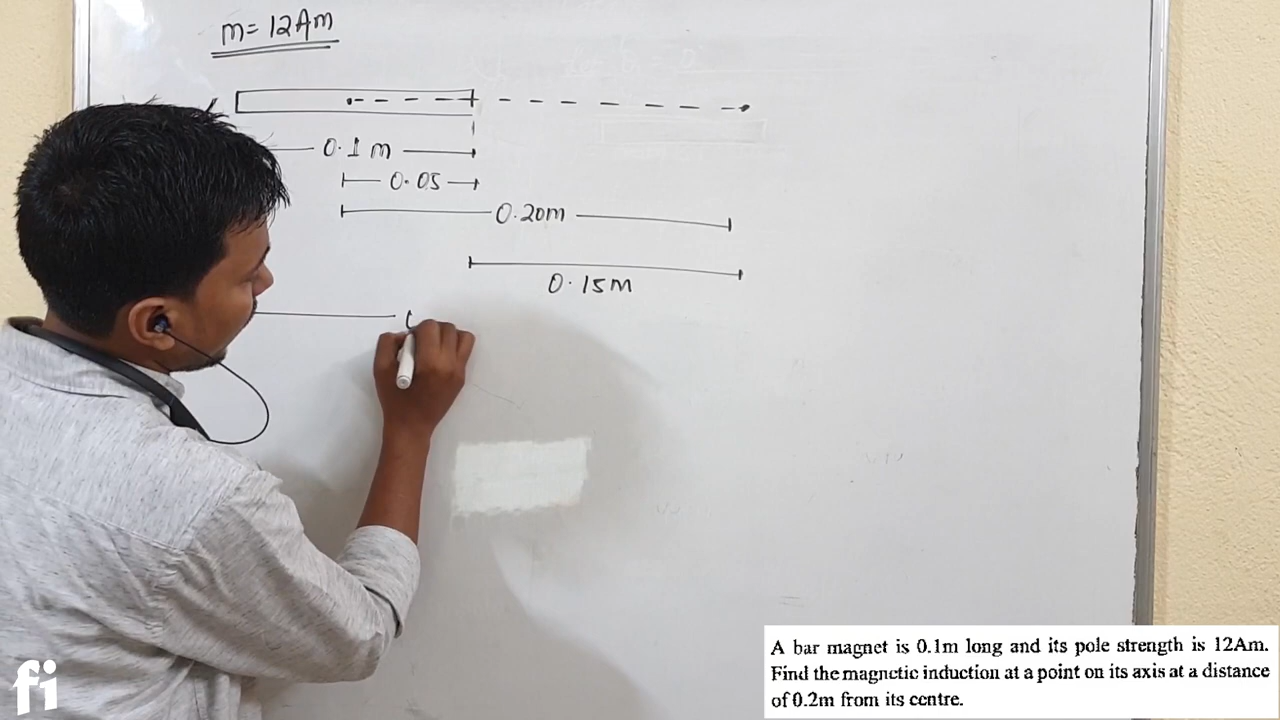 m = 12Am
0.1 m
0.05
0.20m
0.15m
A bar magnet is 0.1m long and its pole strength is 12Am.
Find the magnetic induction at a point on its axis at a distance
of 0.2m from its centre.
fi